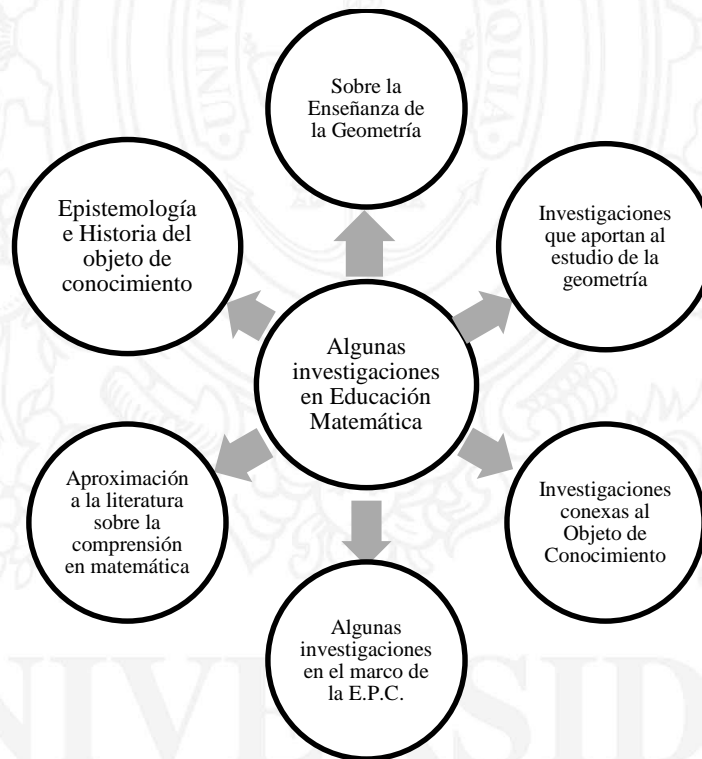 Sobre la
Enseñanza de
la Geometría
Epistemología
e Historia del
objeto de
conocimiento
Investigaciones
que aportan al
estudio de la
geometría
Algunas
investigaciones
en Educación
Matemática
Aproximación
a la literatura
sobre la
comprensión
en matemática
Investigaciones
conexas al
Objeto de
Conocimiento
Algunas
investigaciones
en el marco de
la E.P.C.